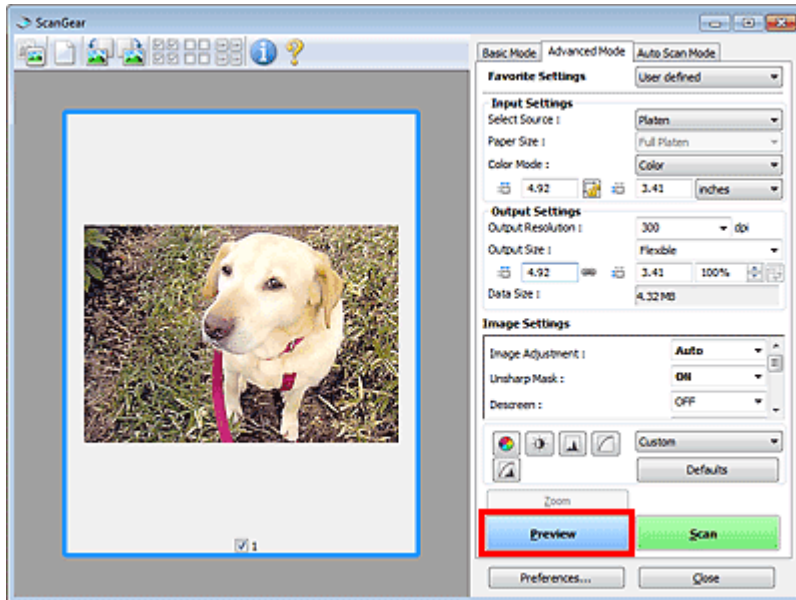 ScanGear
Basic Mode Advanced Mode Auto Scan Mode
Favorite Settings User defined
Input Settings
Select Source : Platen
Paper Size : Full Platen
Color Mode : Color
4.92 3.41 inches
Output Settings
Output Resolution : 300 dpi
Output Size : Flexible
4.92 3.41 100%
Data Size : 4.32 MB
Image Settings
Image Adjustment : Auto
Unsharp Mask : ON
Descreen : OFF
Custom
Defaults
Zoom
Preview Scan
1
Preferences... Close